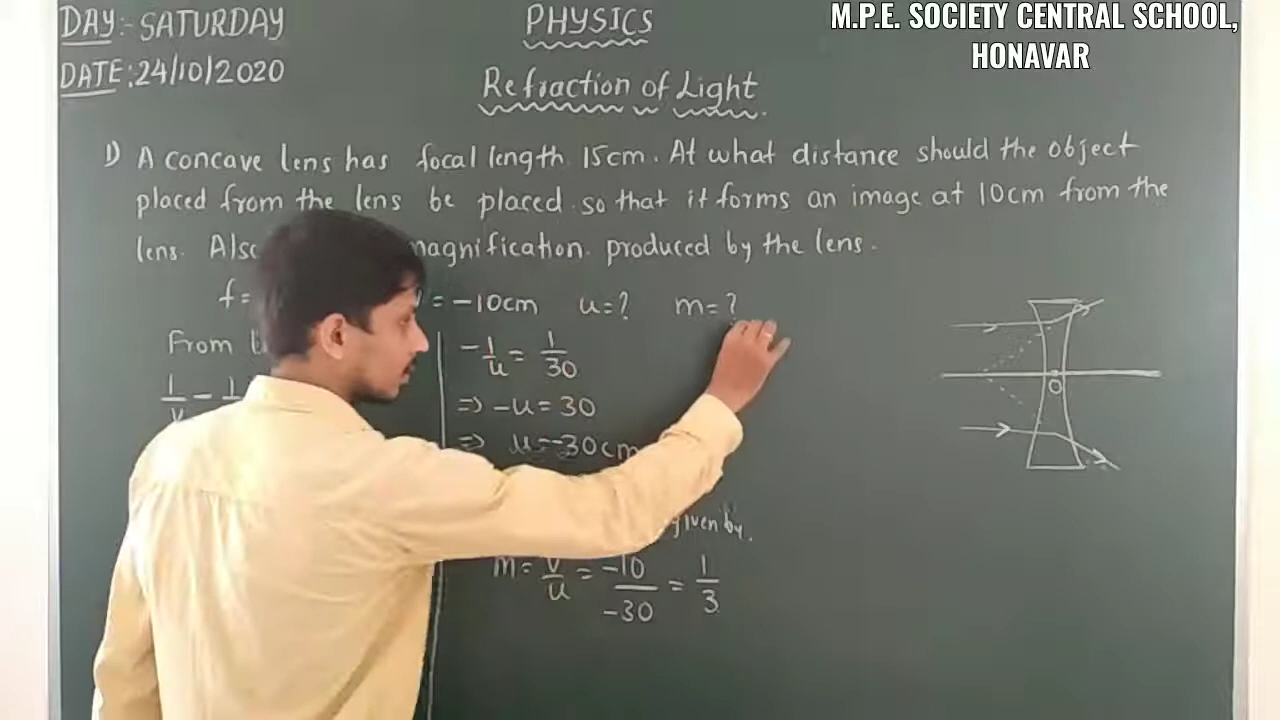 DAY:- SATURDAY
DATE: 24/10/2020
PHYSICS
M.P.E. SOCIETY CENTRAL SCHOOL,
HONAVAR
Refraction of Light
1) A concave lens has focal length 15cm. At what distance should the object
placed from the lens be placed so that it forms an image at 10cm from the
lens. magnification produced by the lens.
f= = -10cm u=? m=?
From
1/v - 1
-1/u = 1/30
=> -u = 30
=> u = -30cm
given by.
m = v/u = -10/-30 = 1/3
O